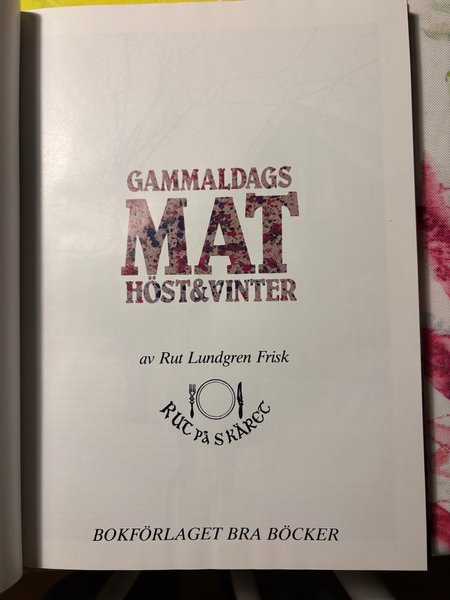 GAMMALDAGS
MAT
HÖST&VINTER
av Rut Lundgren Frisk
RUT PÅ SKÄRET
BOKFÖRLAGET BRA BÖCKER